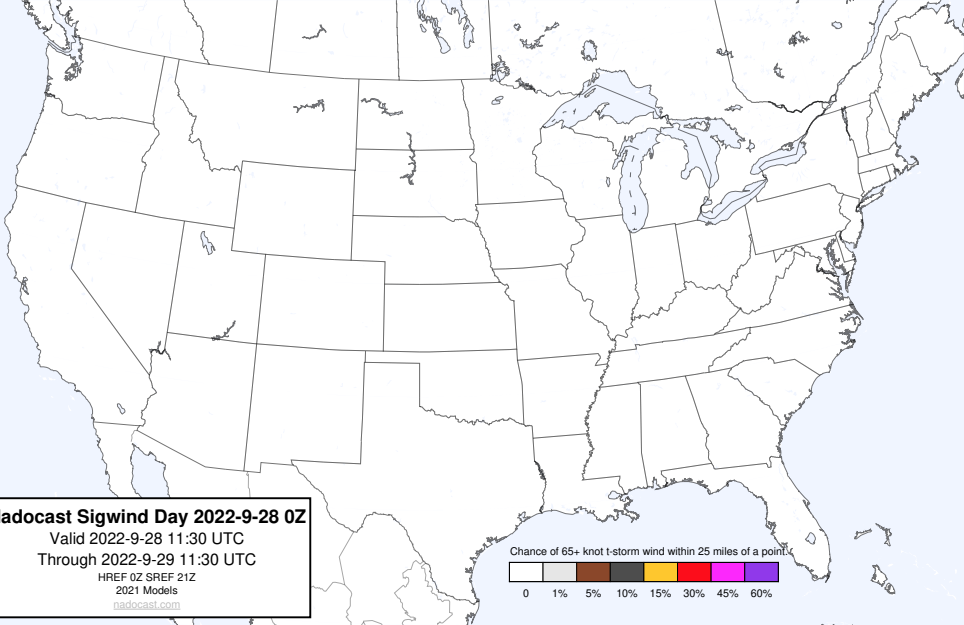 adocast Sigwind Day 2022-9-28 0Z
Valid 2022-9-28 11:30 UTC
Through 2022-9-29 11:30 UTC
HREF 0Z SREF 21Z
2021 Models
nadocast.com
Chance of 65+ knot t-storm wind within 25 miles of a point.
0 1% 5% 10% 15% 30% 45% 60%